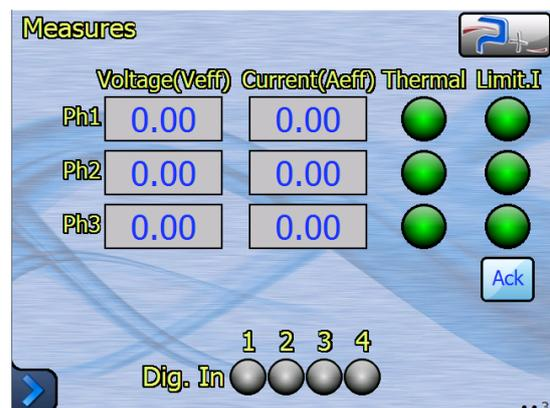 Measures
Voltage(Veff) Current(Aeff) Thermal Limit.I
Ph1 0.00 0.00
Ph2 0.00 0.00
Ph3 0.00 0.00
Ack
1 2 3 4
Dig. In